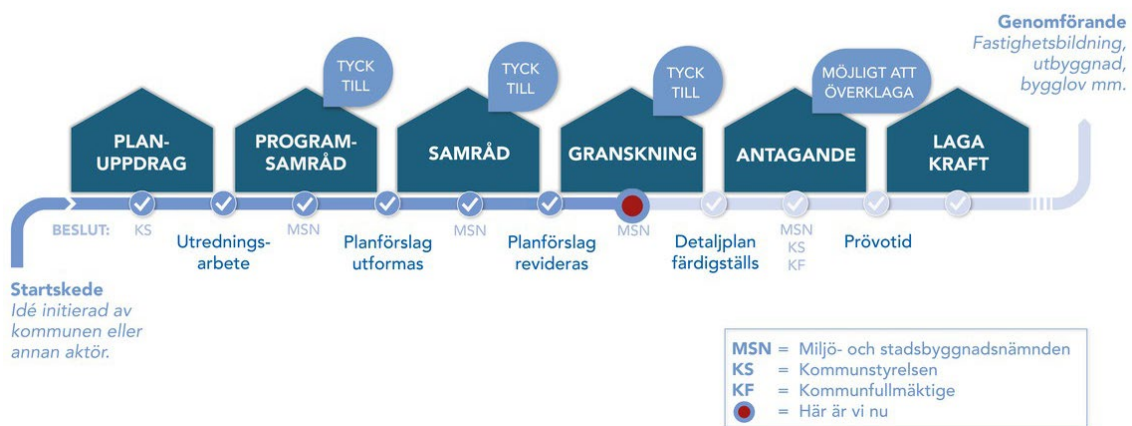 Genomförande
Fastighetsbildning,
utbyggnad,
bygglov mm.
TYCK
TILL
TYCK
TILL
TYCK
TILL
MÖJLIGT ATT
ÖVERKLAGA
PLAN-
UPPDRAG
PROGRAM-
SAMRÅD
SAMRÅD
GRANSKNING
ANTAGANDE
LAGA
KRAFT
BESLUT:
KS
Utrednings-
arbete
MSN
Planförslag
utformas
MSN
Planförslag
revideras
MSN
Detaljplan
färdigställs
MSN
KS
KF
Prövotid
Startskede
Idé initierad av
kommunen eller
annan aktör.
MSN = Miljö- och stadsbyggnadsnämnden
KS = Kommunstyrelsen
KF = Kommunfullmäktige
= Här är vi nu